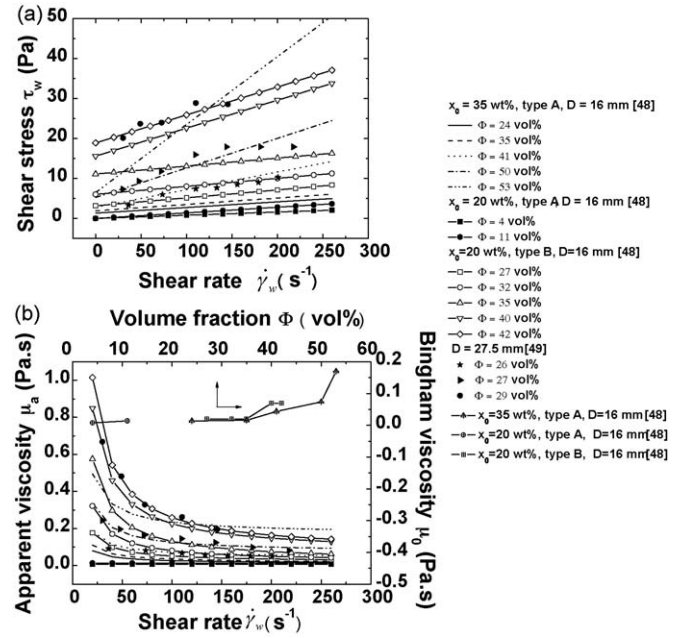 (a)
50
40
30
20
10
0
Shear stress τw (Pa)
0 50 100 150 200 250 300
Shear rate γ̇w( s-1)
(b)
Volume fraction Φ ( vol%)
0 10 20 30 40 50 60
1.0
0.8
0.6
0.4
0.2
0.0
Apparent viscosity μa (Pa.s)
0.2
0.1
0.0
-0.1
-0.2
-0.3
-0.4
-0.5
Bingham viscosity μ0 (Pa.s)
0 50 100 150 200 250 300
Shear rate γ̇w(s-1)
x0 = 35 wt%, type A, D = 16 mm [48]
Φ = 24 vol%
Φ = 35 vol%
Φ = 41 vol%
Φ = 50 vol%
Φ = 53 vol%
x0 = 20 wt%, type A, D = 16 mm [48]
Φ = 4 vol%
Φ = 11 vol%
x0=20 wt%, type B, D=16 mm [48]
Φ = 27 vol%
Φ = 32 vol%
Φ = 35 vol%
Φ = 40 vol%
Φ = 42 vol%
D = 27.5 mm[49]
Φ = 26 vol%
Φ = 27 vol%
Φ = 29 vol%
x0=35 wt%, type A, D=16 mm [48]
x0=20 wt%, type A, D=16 mm[48]
x0=20 wt%, type B, D=16 mm[48]